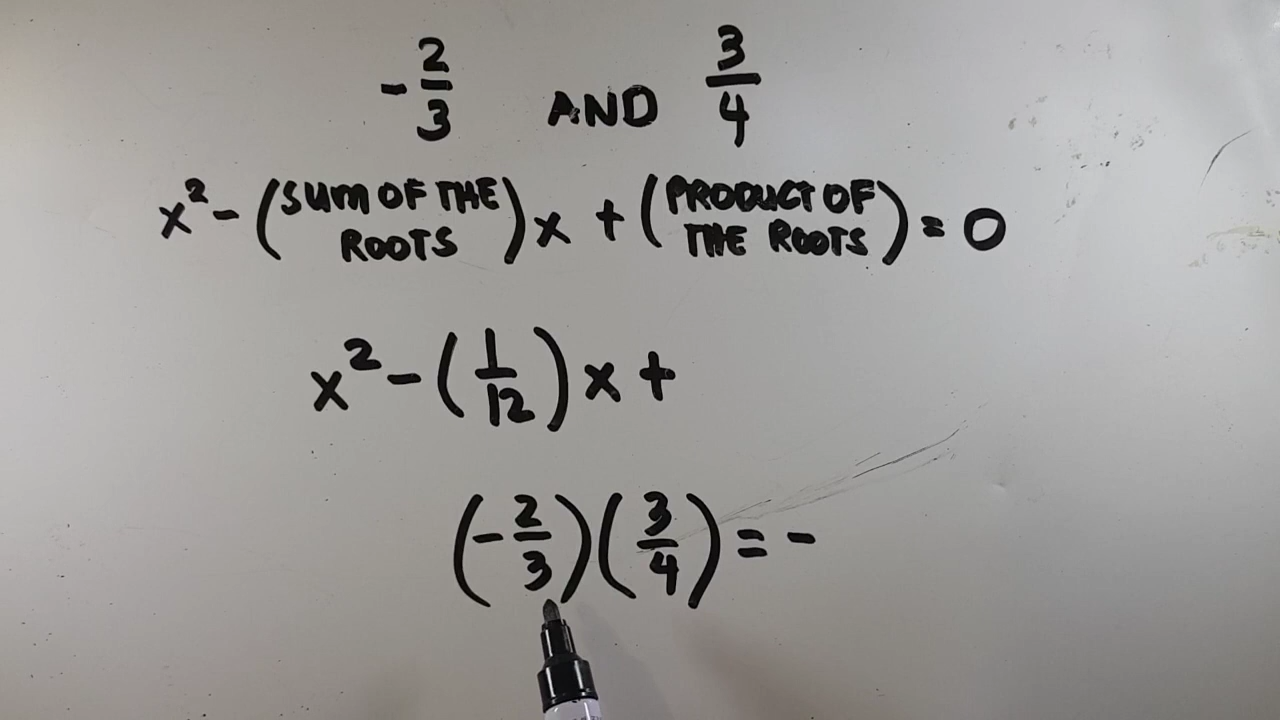 -2/3 AND 3/4
x² - (SUM OF THE ROOTS)x + (PRODUCT OF THE ROOTS) = 0
x² - (1/12)x +
(-2/3)(3/4) = -